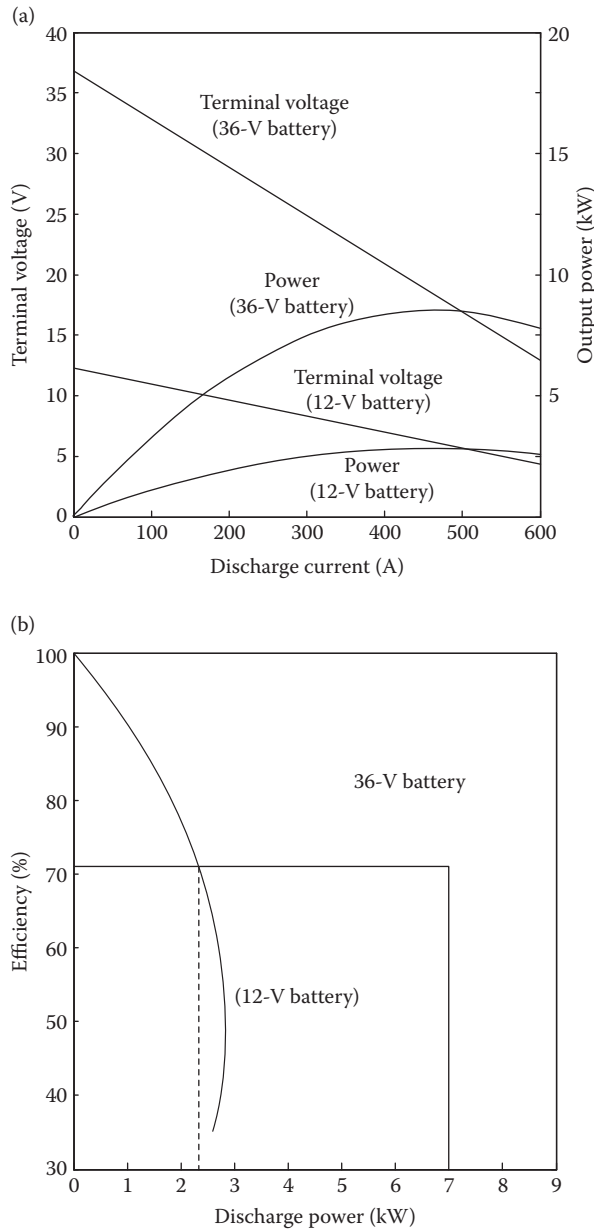 (a)
40
35
30
25
20
15
10
5
0
Terminal voltage (V)
20
15
10
5
Output power (kW)
Terminal voltage
(36-V battery)
Power
(36-V battery)
Terminal voltage
(12-V battery)
Power
(12-V battery)
0 100 200 300 400 500 600
Discharge current (A)
(b)
100
90
80
70
60
50
40
30
Efficiency (%)
36-V battery
(12-V battery)
0 1 2 3 4 5 6 7 8 9
Discharge power (kW)